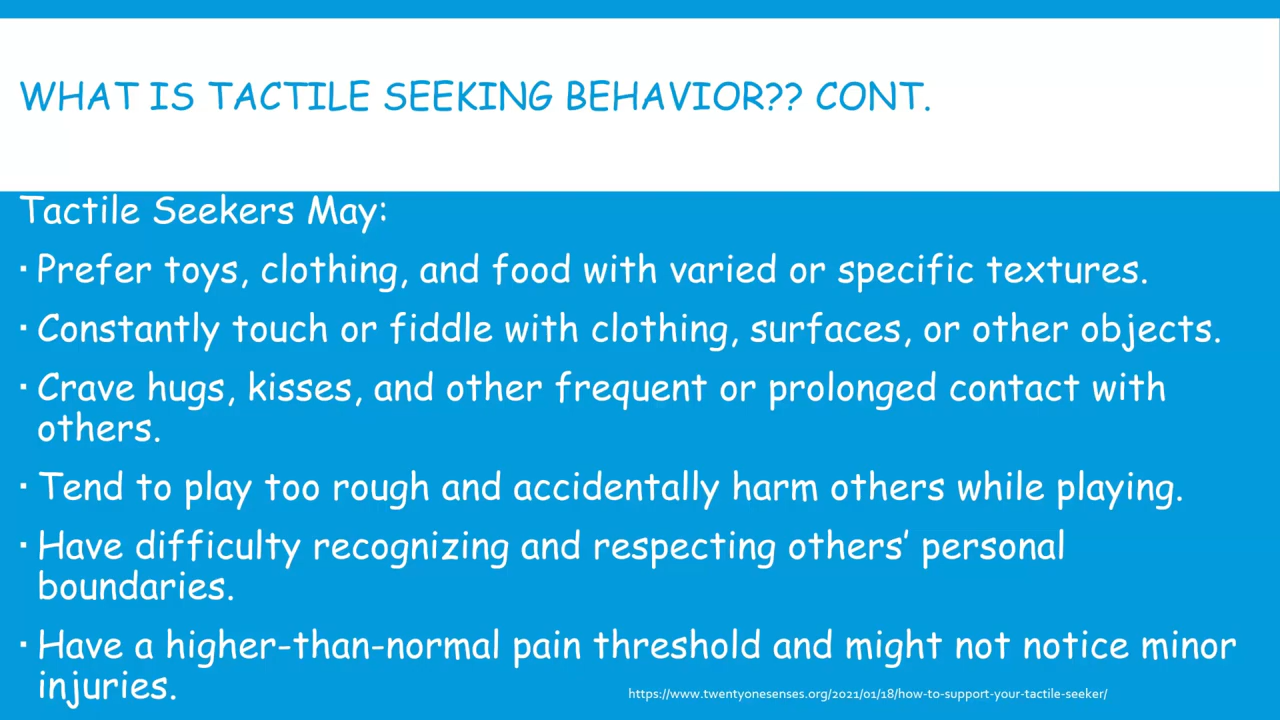 WHAT IS TACTILE SEEKING BEHAVIOR?? CONT.
Tactile Seekers May:
▪ Prefer toys, clothing, and food with varied or specific textures.
▪ Constantly touch or fiddle with clothing, surfaces, or other objects.
▪ Crave hugs, kisses, and other frequent or prolonged contact with
others.
▪ Tend to play too rough and accidentally harm others while playing.
▪ Have difficulty recognizing and respecting others’ personal
boundaries.
▪ Have a higher-than-normal pain threshold and might not notice minor
injuries.
https://www.twentyonesenses.org/2021/01/18/how-to-support-your-tactile-seeker/